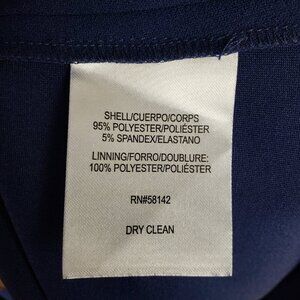 SHELL/CUERPO/CORPS
95% POLYESTER/POLIÉSTER
5% SPANDEX/ELASTANO
LINNING/FORRO/DOUBLURE:
100% POLYESTER/POLIÉSTER
RN#58142
DRY CLEAN